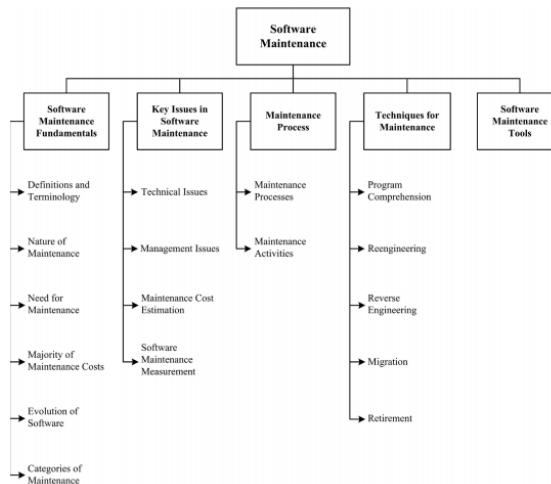 Software
Maintenance
Software
Maintenance
Fundamentals
Key Issues in
Software
Maintenance
Maintenance
Process
Techniques for
Maintenance
Software
Maintenance
Tools
Definitions and
Terminology
Nature of
Maintenance
Need for
Maintenance
Majority of
Maintenance Costs
Evolution of
Software
Categories of
Maintenance
Technical Issues
Management Issues
Maintenance Cost
Estimation
Software
Maintenance
Measurement
Maintenance
Processes
Maintenance
Activities
Program
Comprehension
Reengineering
Reverse
Engineering
Migration
Retirement